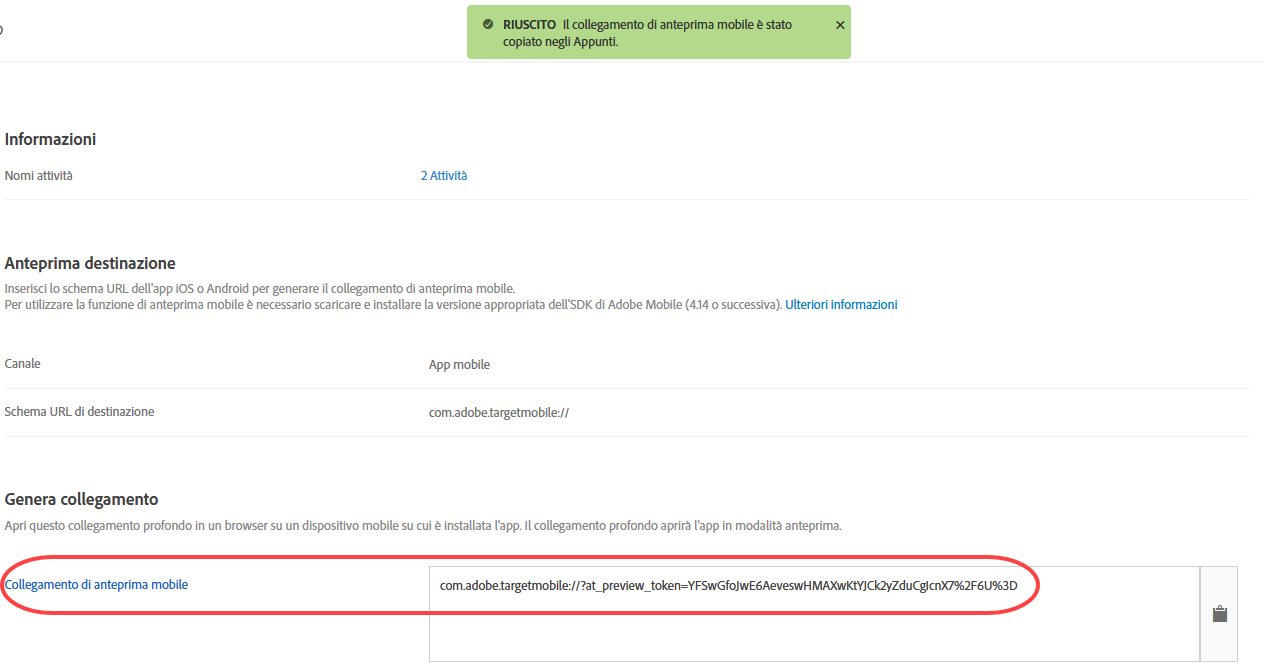 RIUSCITO Il collegamento di anteprima mobile è stato
copiato negli Appunti.
Informazioni
Nomi attività 2 Attività
Anteprima destinazione
Inserisci lo schema URL dell'app iOS o Android per generare il collegamento di anteprima mobile.
Per utilizzare la funzione di anteprima mobile è necessario scaricare e installare la versione appropriata dell'SDK di Adobe Mobile (4.14 o successiva). Ulteriori informazioni
Canale App mobile
Schema URL di destinazione com.adobe.targetmobile://
Genera collegamento
Apri questo collegamento profondo in un browser su un dispositivo mobile su cui è installata l'app. Il collegamento profondo aprirà l'app in modalità anteprima.
Collegamento di anteprima mobile com.adobe.targetmobile://?at_preview_token=YFSwGfoJwE6AeveswHMAXwKtYJCk2yZduCgIcnX7%2F6U%3D